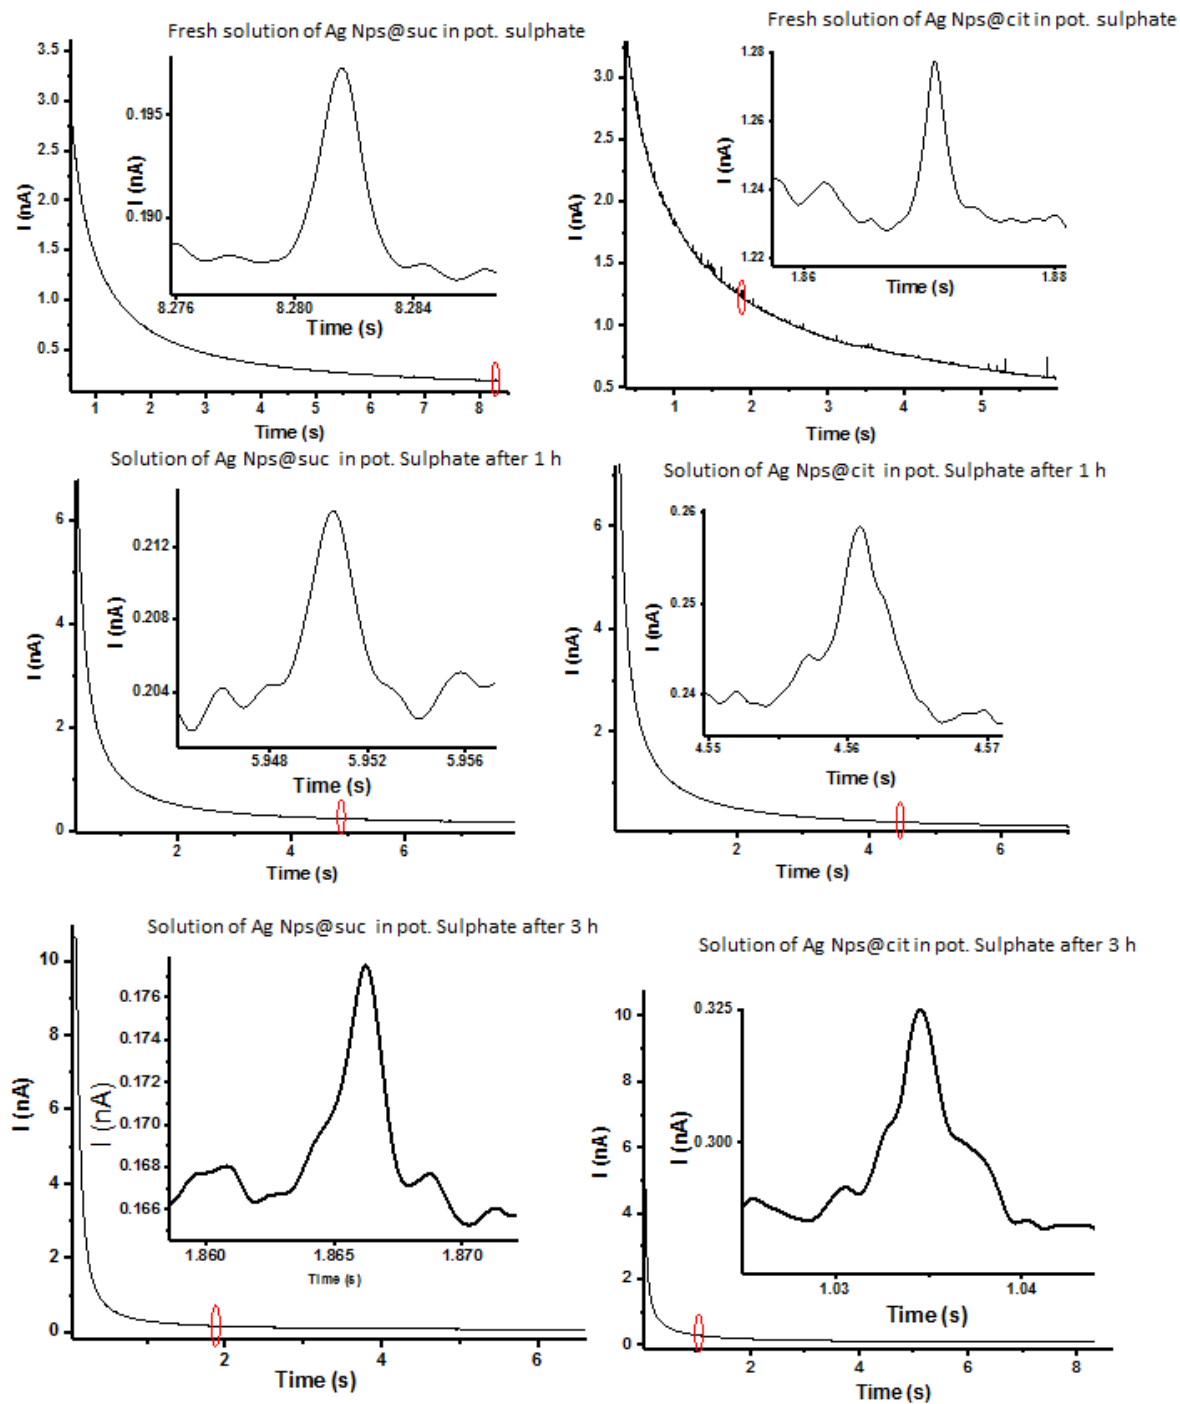 Fresh solution of Ag Nps@suc in pot. sulphate
3.5
3.0
2.5
2.0
1.5
1.0
0.5
I (nA)
0.195
0.190
I (nA)
8.276 8.280 8.284
Time (s)
1 2 3 4 5 6 7 8
Time (s)
Fresh solution of Ag Nps@cit in pot. sulphate
3.0
2.5
2.0
1.5
1.0
0.5
I (nA)
1.28
1.26
1.24
1.22
I (nA)
1.86 1.88
Time (s)
1 2 3 4 5
Time (s)
Solution of Ag Nps@suc in pot. Sulphate after 1 h
6
4
2
0
I (nA)
0.212
0.208
0.204
I (nA)
5.948 5.952 5.956
Time (s)
2 4 6
Time (s)
Solution of Ag Nps@cit in pot. Sulphate after 1 h
6
4
2
0
I (nA)
0.26
0.25
0.24
I (nA)
4.55 4.56 4.57
Time (s)
2 4 6
Time (s)
Solution of Ag Nps@suc in pot. Sulphate after 3 h
10
8
6
4
2
0
I (nA)
0.176
0.174
0.172
0.170
0.168
0.166
I (nA)
1.860 1.865 1.870
Time (s)
2 4 6
Time (s)
Solution of Ag Nps@cit in pot. Sulphate after 3 h
10
8
6
4
2
0
I (nA)
0.325
0.300
I (nA)
1.03 1.04
Time (s)
2 4 6 8
Time (s)